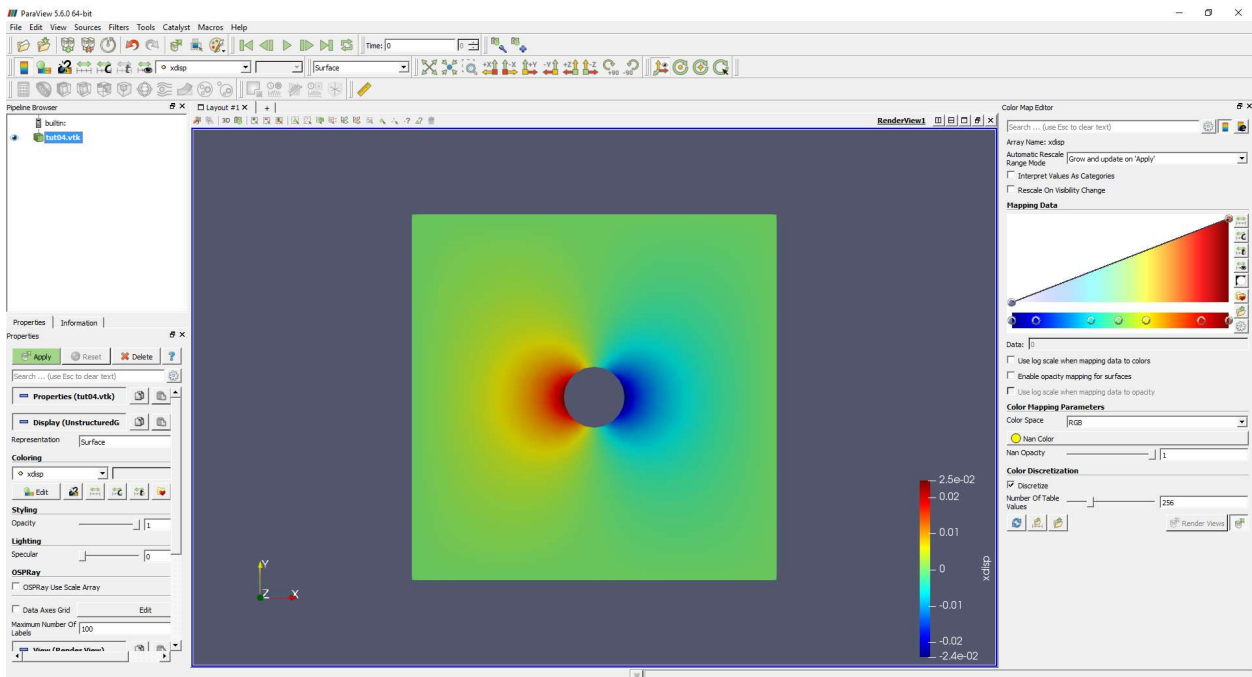 ParaView 5.6.0 64-bit
File Edit View Sources Filters Tools Catalyst Macros Help
Time: 0 0
xdisp Surface +X -X +Y -Y +Z -Z +90 -90
Pipeline Browser
builtin:
tut04.vtk
Layout #1 X +
3D
RenderView1
Properties Information
Properties
Apply Reset Delete ?
Search ... (use Esc to clear text)
Properties (tut04.vtk)
Display (UnstructuredG
Representation Surface
Coloring
xdisp
Edit
Styling
Opacity 1
Lighting
Specular 0
OSPRay
OSPRay Use Scale Array
Data Axes Grid Edit
Maximum Number Of
Labels 100
View (Render View)
Y
Z X
2.5e-02
0.02
0.01
0
-0.01
-0.02
-2.4e-02
xdisp
Color Map Editor
Search ... (use Esc to clear text)
Array Name: xdisp
Automatic Rescale
Range Mode Grow and update on 'Apply'
Interpret Values As Categories
Rescale On Visibility Change
Mapping Data
Data: 0
Use log scale when mapping data to colors
Enable opacity mapping for surfaces
Use log scale when mapping data to opacity
Color Mapping Parameters
Color Space RGB
Nan Color
Nan Opacity 1
Color Discretization
Discretize
Number Of Table
Values 256
Render Views